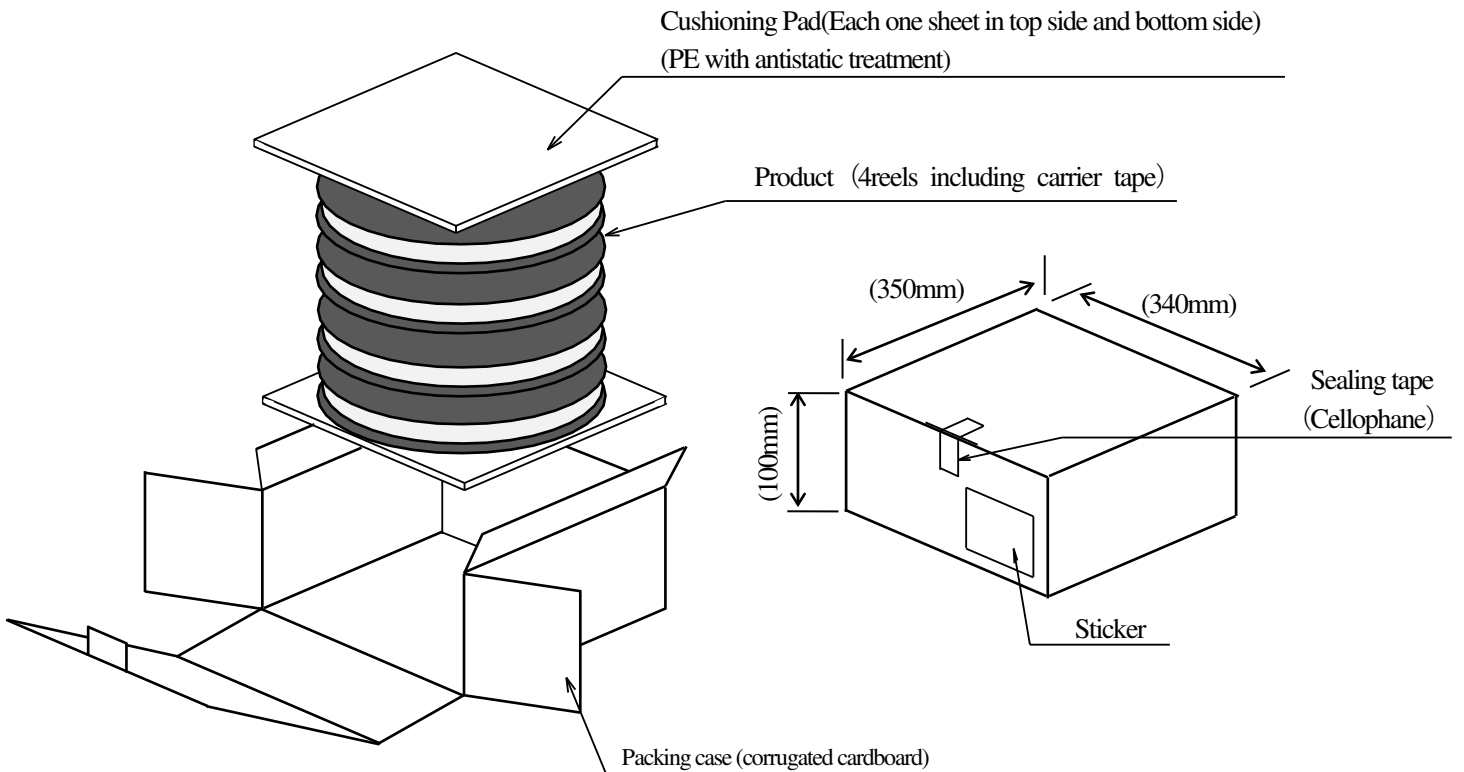 Cushioning Pad(Each one sheet in top side and bottom side)
(PE with antistatic treatment)
Product （4reels including carrier tape）
(350mm)
(340mm)
Sealing tape
（Cellophane）
(100mm)
Sticker
Packing case (corrugated cardboard)